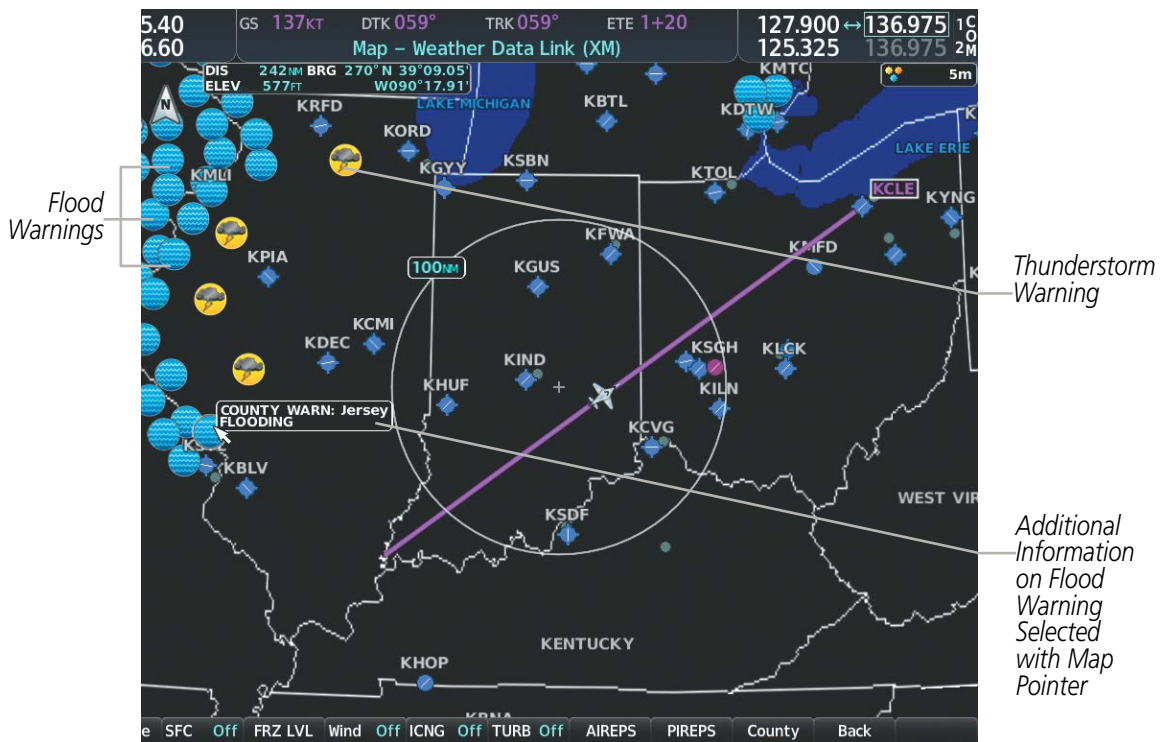 5.40 GS 137KT DTK 059° TRK 059° ETE 1+20 127.900 ↔ 136.975 1 C
6.60 Map – Weather Data Link (XM) 125.325 136.975 2 O M
DIS 242NM BRG 270° N 39°09.05'
ELEV 577FT W090°17.91'
KMTC
5m
N
KRFD
LAKE MICHIGAN
KBTL
KDTW
K
KORD
LAKE ERIE
KGYY
KSBN
KTOL
KMLI
KCLE
KYNG
Flood
Warnings
KPIA
KFWA
KMFD
100NM
KGUS
K
Thunderstorm
Warning
KDEC
KCMI
KIND
KSGH
KLCK
KHUF
KILN
COUNTY WARN: Jersey
FLOODING
KCVG
KBLV
WEST VIR
KSDF
Additional
Information
on Flood
Warning
Selected
with Map
Pointer
KENTUCKY
KHOP
KBNA
e SFC Off FRZ LVL Wind Off ICNG Off TURB Off AIREPS PIREPS County Back